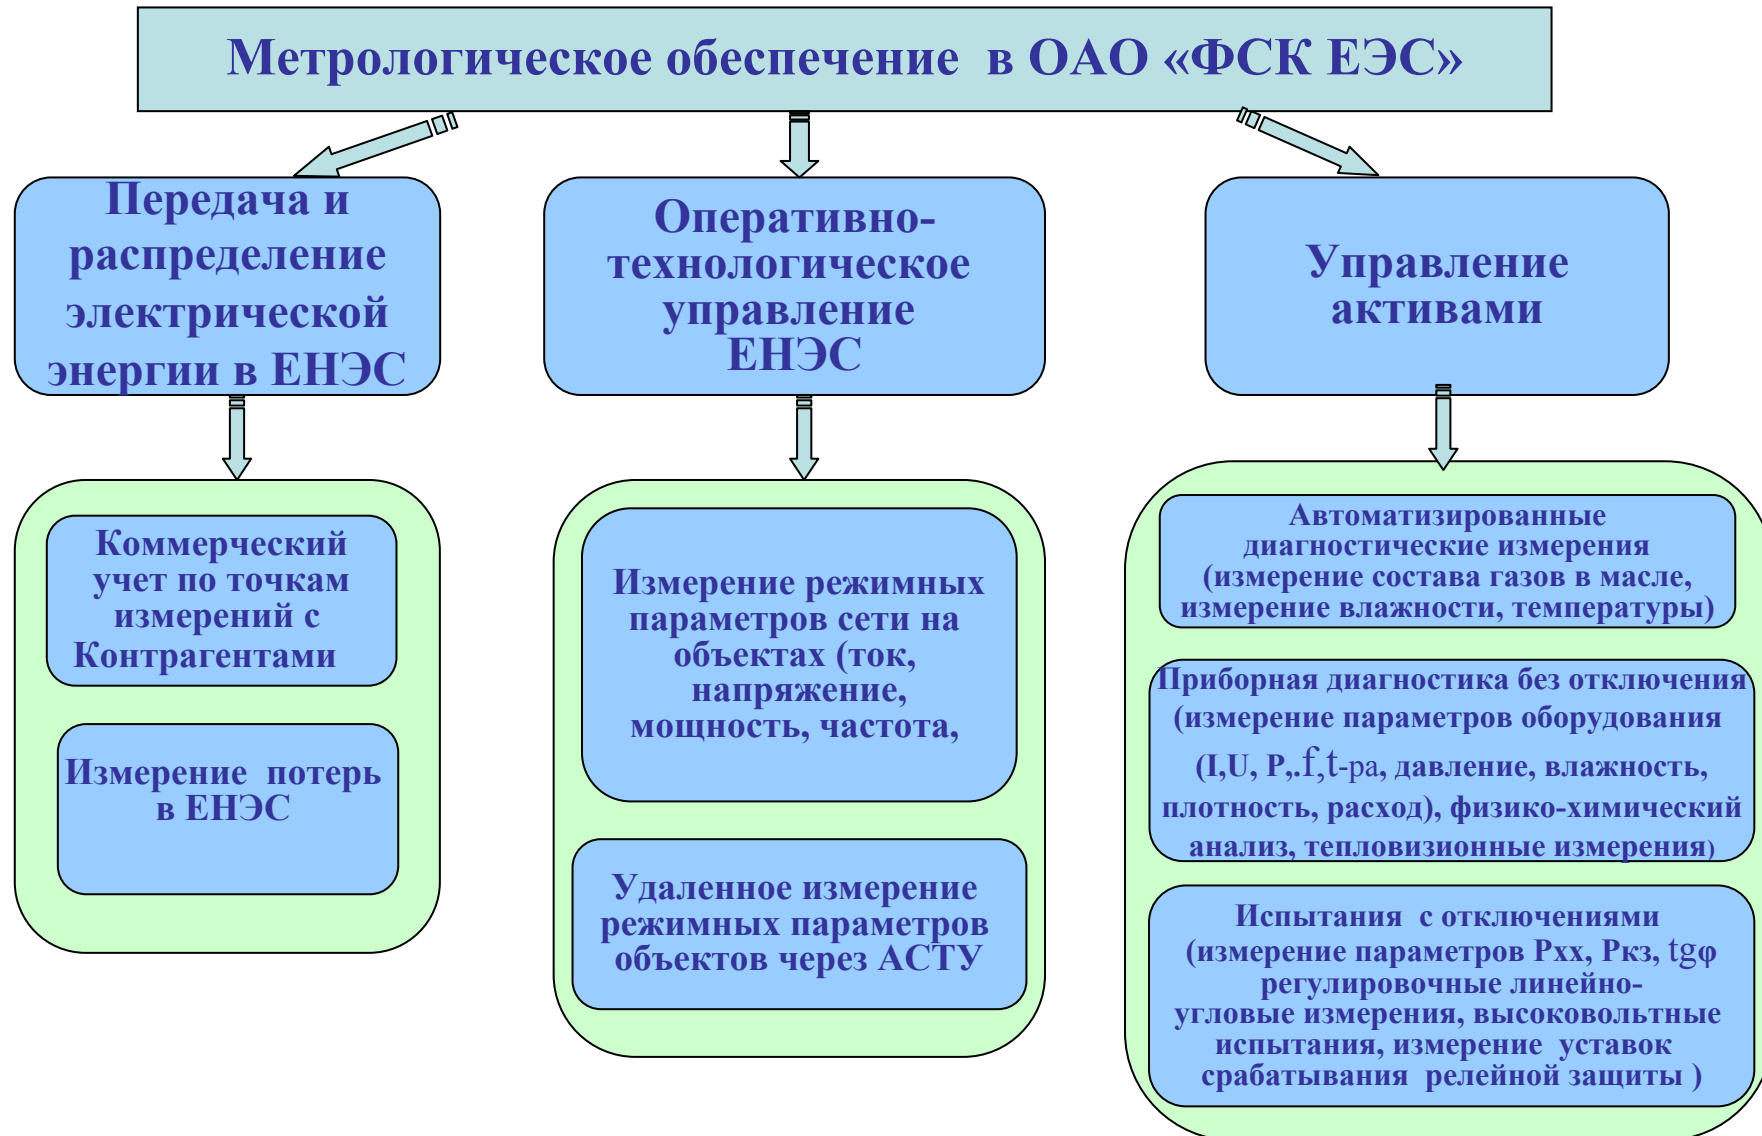 Метрологическое обеспечение в ОАО «ФСК ЕЭС»
Передача и
распределение
электрической
энергии в ЕНЭС
Оперативно-
технологическое
управление
ЕНЭС
Управление
активами
Коммерческий
учет по точкам
измерений с
Контрагентами
Измерение потерь
в ЕНЭС
Измерение режимных
параметров сети на
объектах (ток,
напряжение,
мощность, частота,
Удаленное измерение
режимных параметров
объектов через АСТУ
Автоматизированные
диагностические измерения
(измерение состава газов в масле,
измерение влажности, температуры)
Приборная диагностика без отключения
(измерение параметров оборудования
(I,U, P,.f,t-ра, давление, влажность,
плотность, расход), физико-химический
анализ, тепловизионные измерения)
Испытания с отключениями
(измерение параметров Рхх, Ркз, tgφ
регулировочные линейно-
угловые измерения, высоковольтные
испытания, измерение уставок
срабатывания релейной защиты )